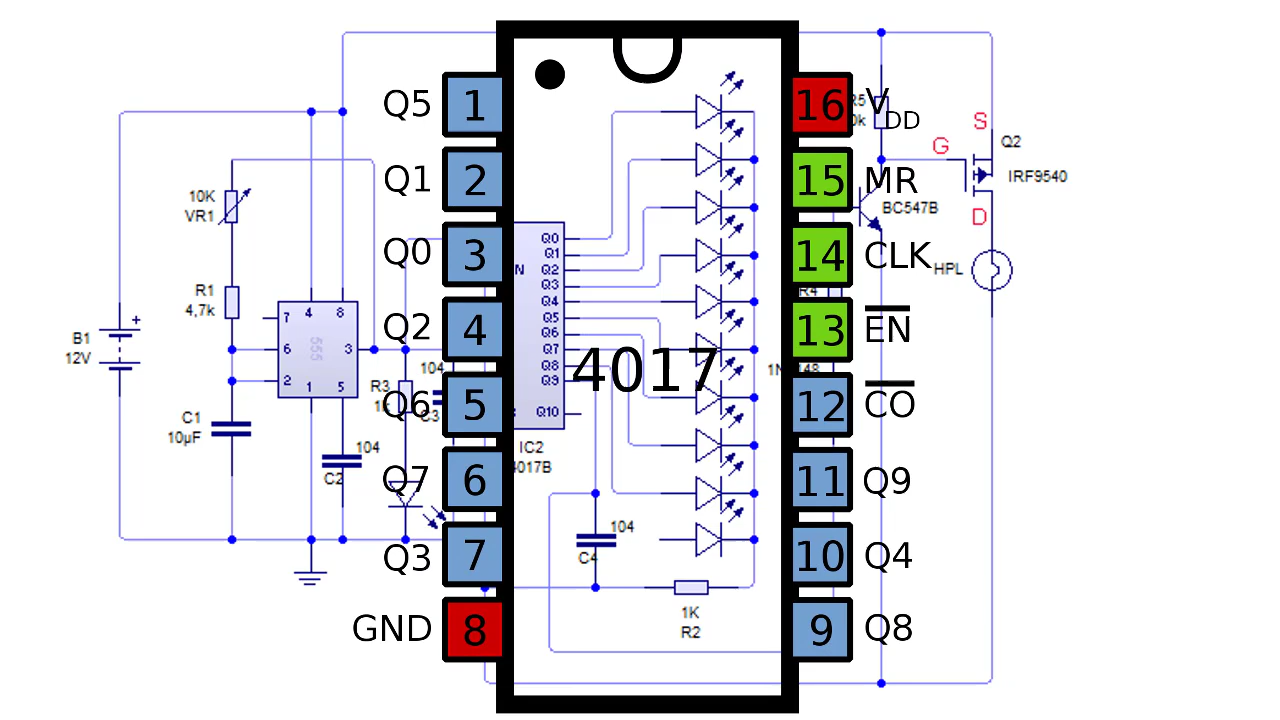 Q5 1
Q1 2
Q0 3
Q2 4
Q6 5
Q7 6
Q3 7
GND 8
16 VDD
15 MR
14 CLK
13 EN
12 CO
11 Q9
10 Q4
9 Q8
4017
10K
VR1
R1
4,7k
B1
12V
+
C1
10µF
7 4 8
6 555 3
2 1 5
104
C2
R3
104
C3
N
Q0
Q1
Q2
Q3
Q4
Q5
Q6
Q7
Q8
Q9
Q10
IC2
4017B
104
C4
1K
R2
R4
R5
BC547B
G
S
D
Q2
IRF9540
HPL